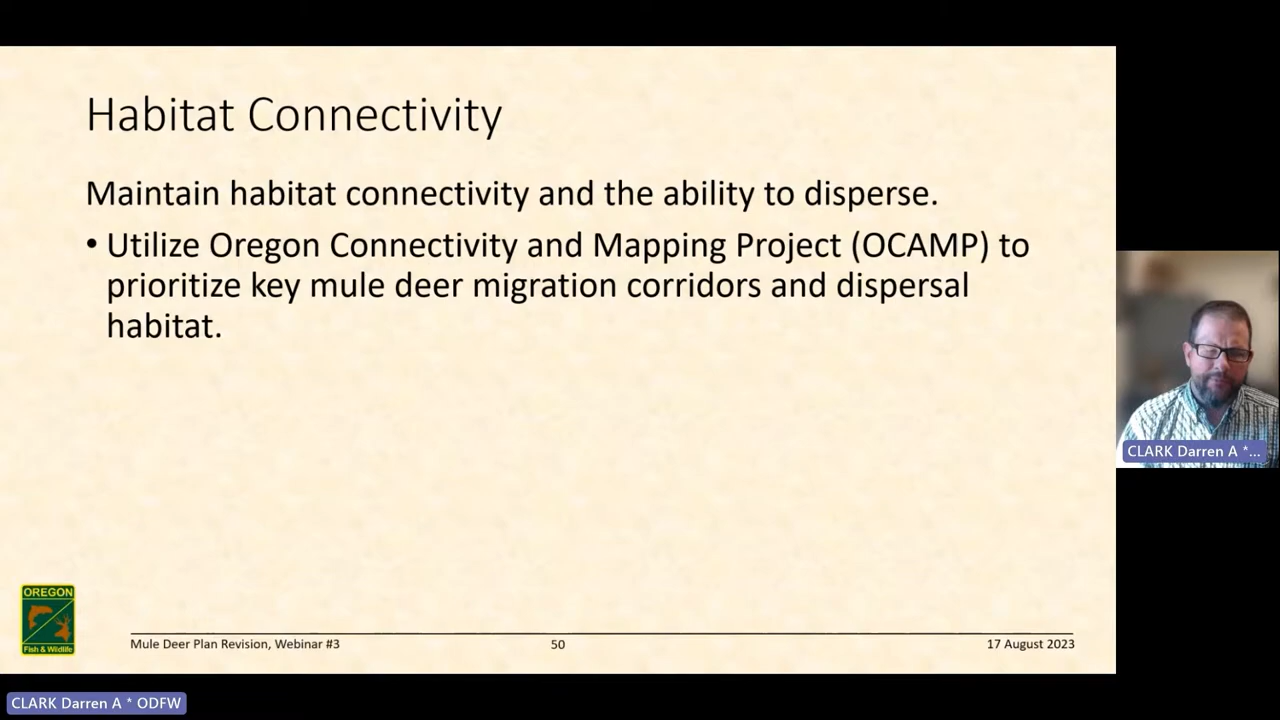 Habitat Connectivity
Maintain habitat connectivity and the ability to disperse.
• Utilize Oregon Connectivity and Mapping Project (OCAMP) to
prioritize key mule deer migration corridors and dispersal
habitat.
CLARK Darren A *...
OREGON
Fish & Wildlife
Mule Deer Plan Revision, Webinar #3
50
17 August 2023
CLARK Darren A * ODFW